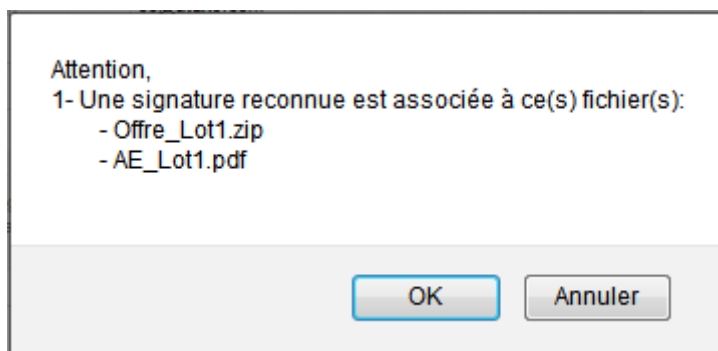 Attention,
1- Une signature reconnue est associée à ce(s) fichier(s):
- Offre_Lot1.zip
- AE_Lot1.pdf
OK
Annuler